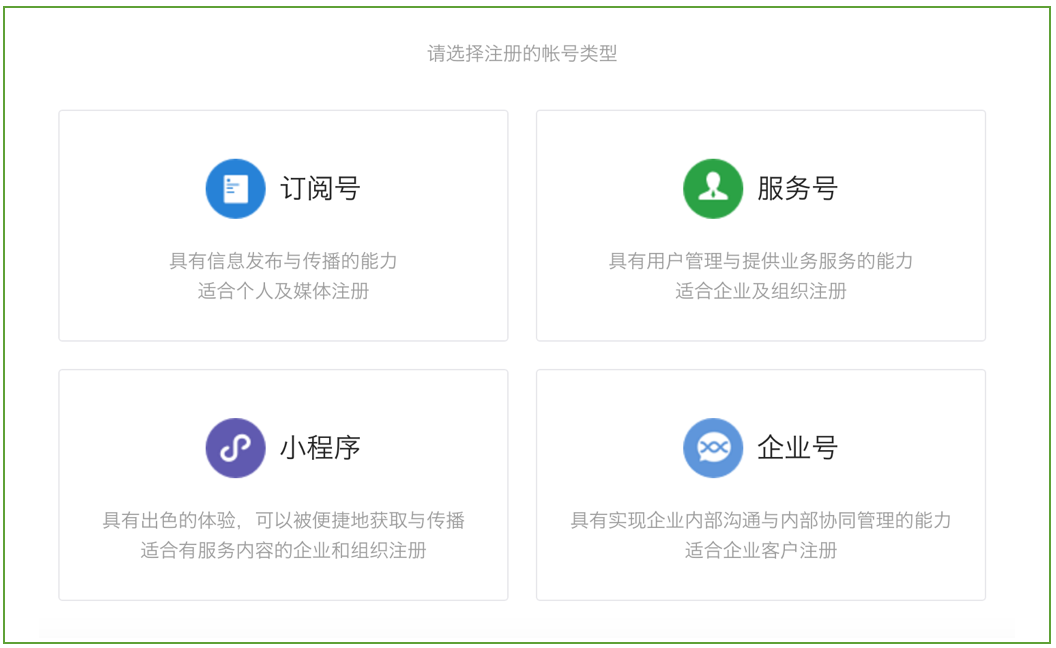 请选择注册的帐号类型
订阅号
具有信息发布与传播的能力
适合个人及媒体注册
服务号
具有用户管理与提供业务服务的能力
适合企业及组织注册
小程序
具有出色的体验，可以被便捷地获取与传播
适合有服务内容的企业和组织注册
企业号
具有实现企业内部沟通与内部协同管理的能力
适合企业客户注册